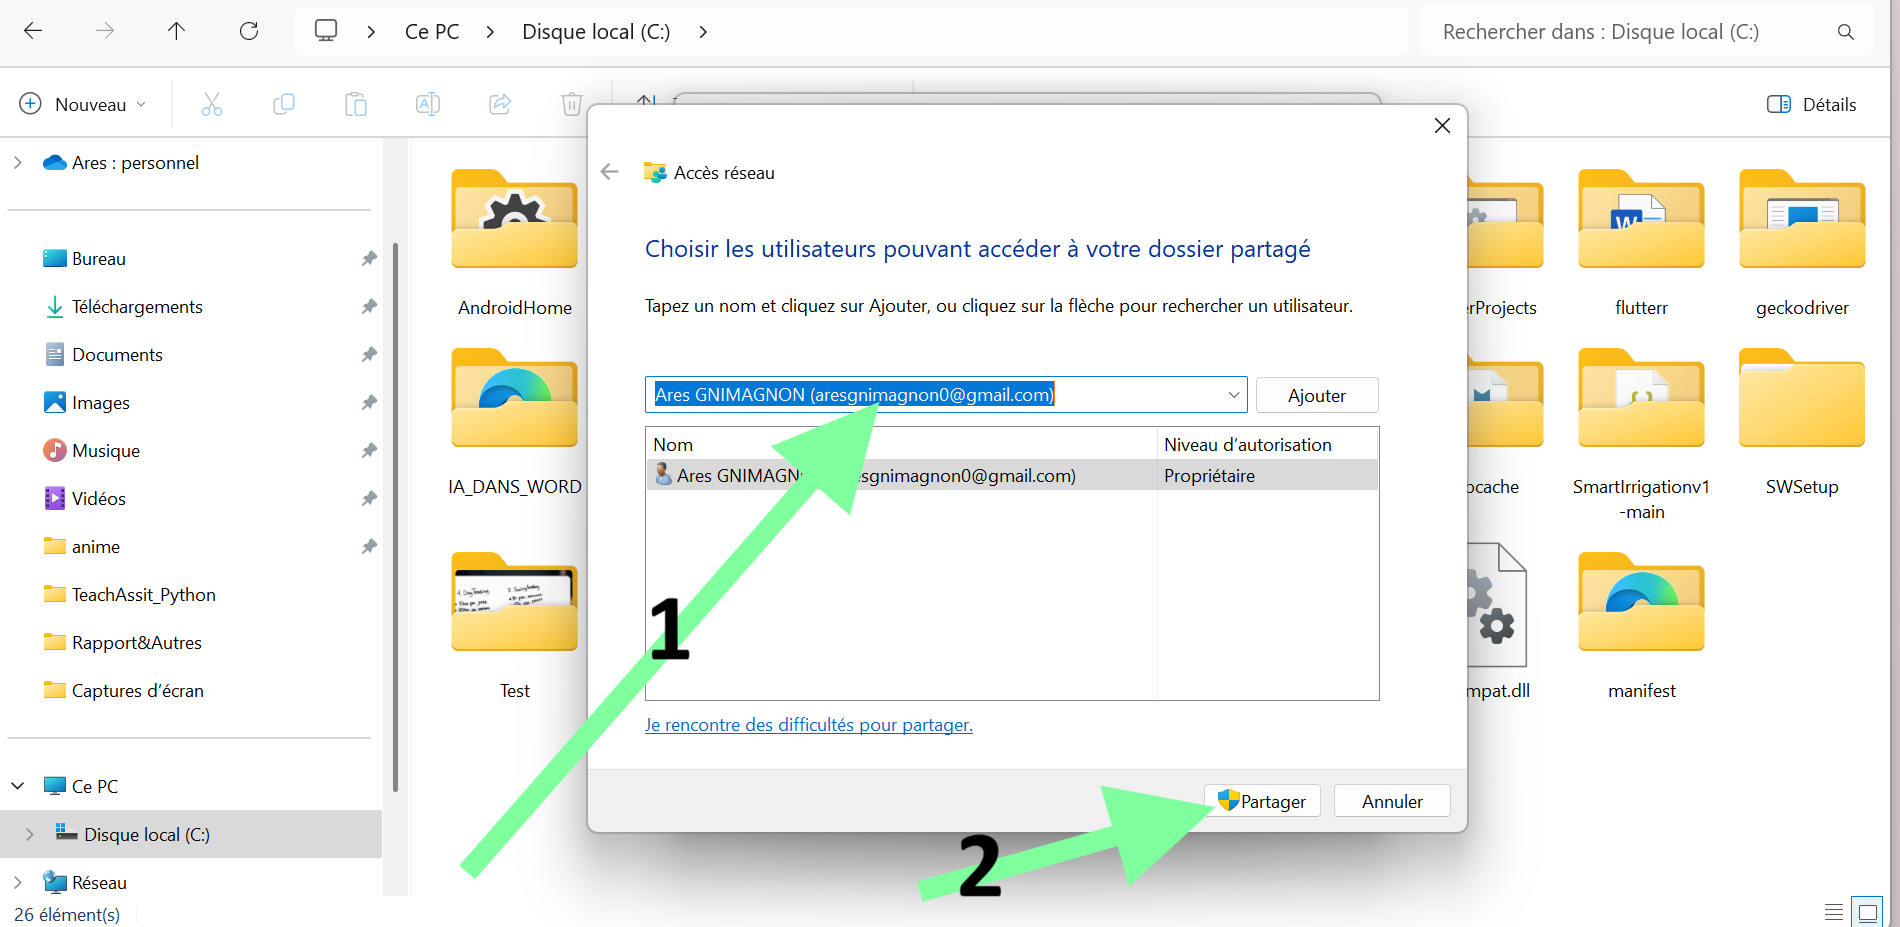 Ce PC
Disque local (C:)
Rechercher dans : Disque local (C:)
Nouveau
Détails
Ares : personnel
Bureau
Téléchargements
Documents
Images
Musique
Vidéos
anime
TeachAssit_Python
Rapport&Autres
Captures d’écran
Ce PC
Disque local (C:)
Réseau
26 élément(s)
AndroidHome
IA_DANS_WORD
Test
Accès réseau
Choisir les utilisateurs pouvant accéder à votre dossier partagé
Tapez un nom et cliquez sur Ajouter, ou cliquez sur la flèche pour rechercher un utilisateur.
Ares GNIMAGNON (aresgnimagnon0@gmail.com)
Ajouter
Nom
Niveau d’autorisation
Ares GNIMAGN esgnimagnon0@gmail.com)
Propriétaire
1
Je rencontre des difficultés pour partager.
Partager
Annuler
2
rProjects
flutterr
geckodriver
ocache
SmartIrrigationv1
-main
SWSetup
mpat.dll
manifest